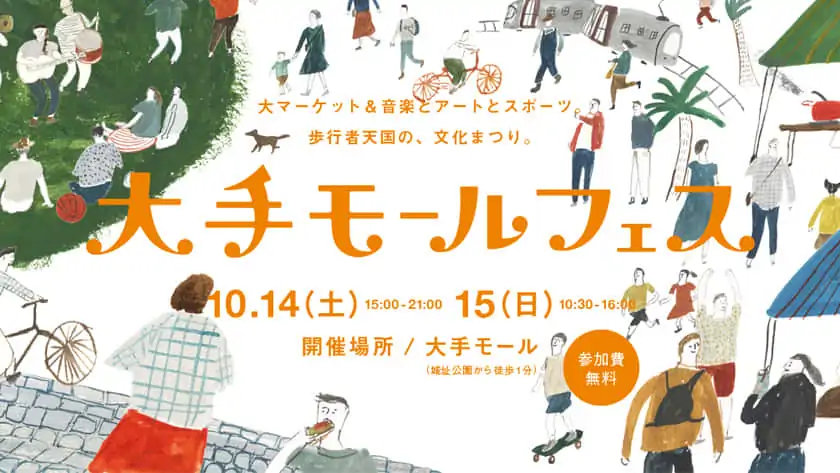 大マーケット＆音楽とアートとスポーツ。
歩行者天国の、文化まつり。
大手モールフェス
10.14（土）15:00-21:00 15（日）10:30-16:00
開催場所 / 大手モール
（城址公園から徒歩1分）
参加費
無料